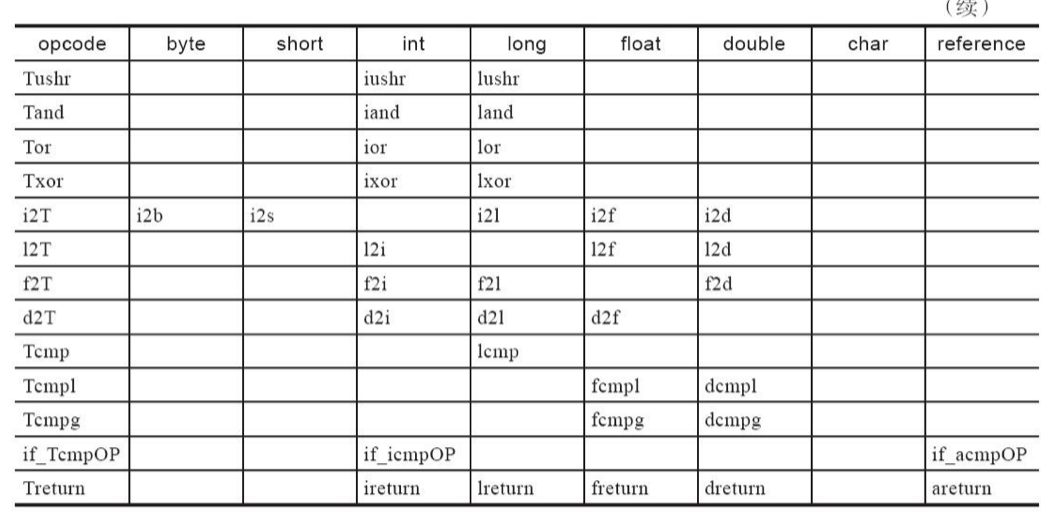 （续）
opcode byte short int long float double char reference
Tushr iushr lushr
Tand iand land
Tor ior lor
Txor ixor lxor
i2T i2b i2s i2l i2f i2d
l2T l2i l2f l2d
f2T f2i f2l f2d
d2T d2i d2l d2f
Tcmp lcmp
Tcmpl fcmpl dcmpl
Tcmpg fcmpg dcmpg
if_TcmpOP if_icmpOP if_acmpOP
Treturn ireturn lreturn freturn dreturn areturn